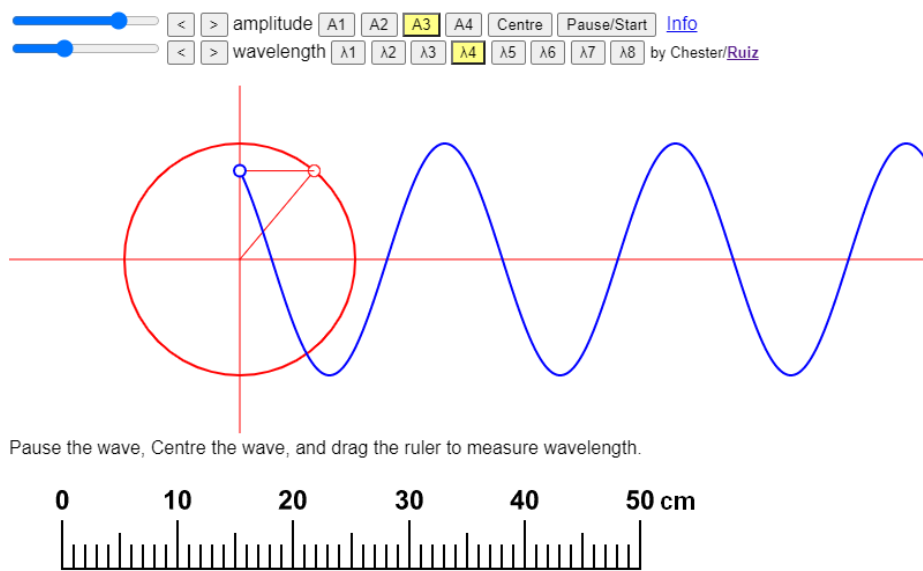 < > amplitude A1 A2 A3 A4 Centre Pause/Start Info
< > wavelength λ1 λ2 λ3 λ4 λ5 λ6 λ7 λ8 by Chester/Ruiz
Pause the wave, Centre the wave, and drag the ruler to measure wavelength.
0 10 20 30 40 50 cm